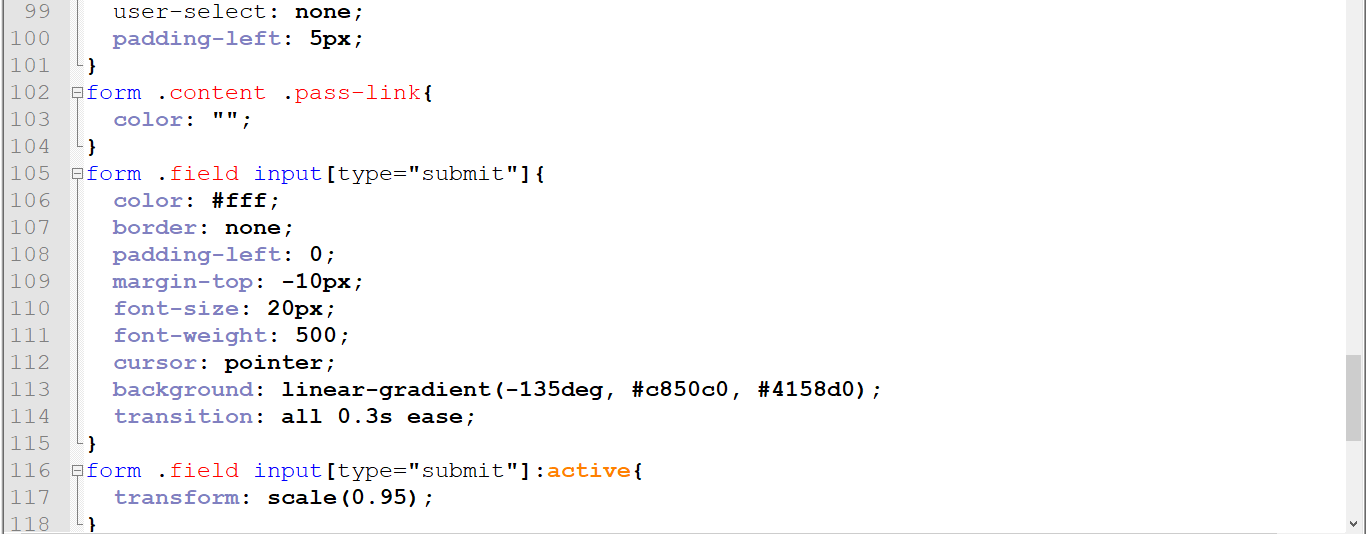 99 user-select: none;
100 padding-left: 5px;
101 }
102 form .content .pass-link{
103 color: "";
104 }
105 form .field input[type="submit"]{
106 color: #fff;
107 border: none;
108 padding-left: 0;
109 margin-top: -10px;
110 font-size: 20px;
111 font-weight: 500;
112 cursor: pointer;
113 background: linear-gradient(-135deg, #c850c0, #4158d0);
114 transition: all 0.3s ease;
115 }
116 form .field input[type="submit"]:active{
117 transform: scale(0.95);
118 }